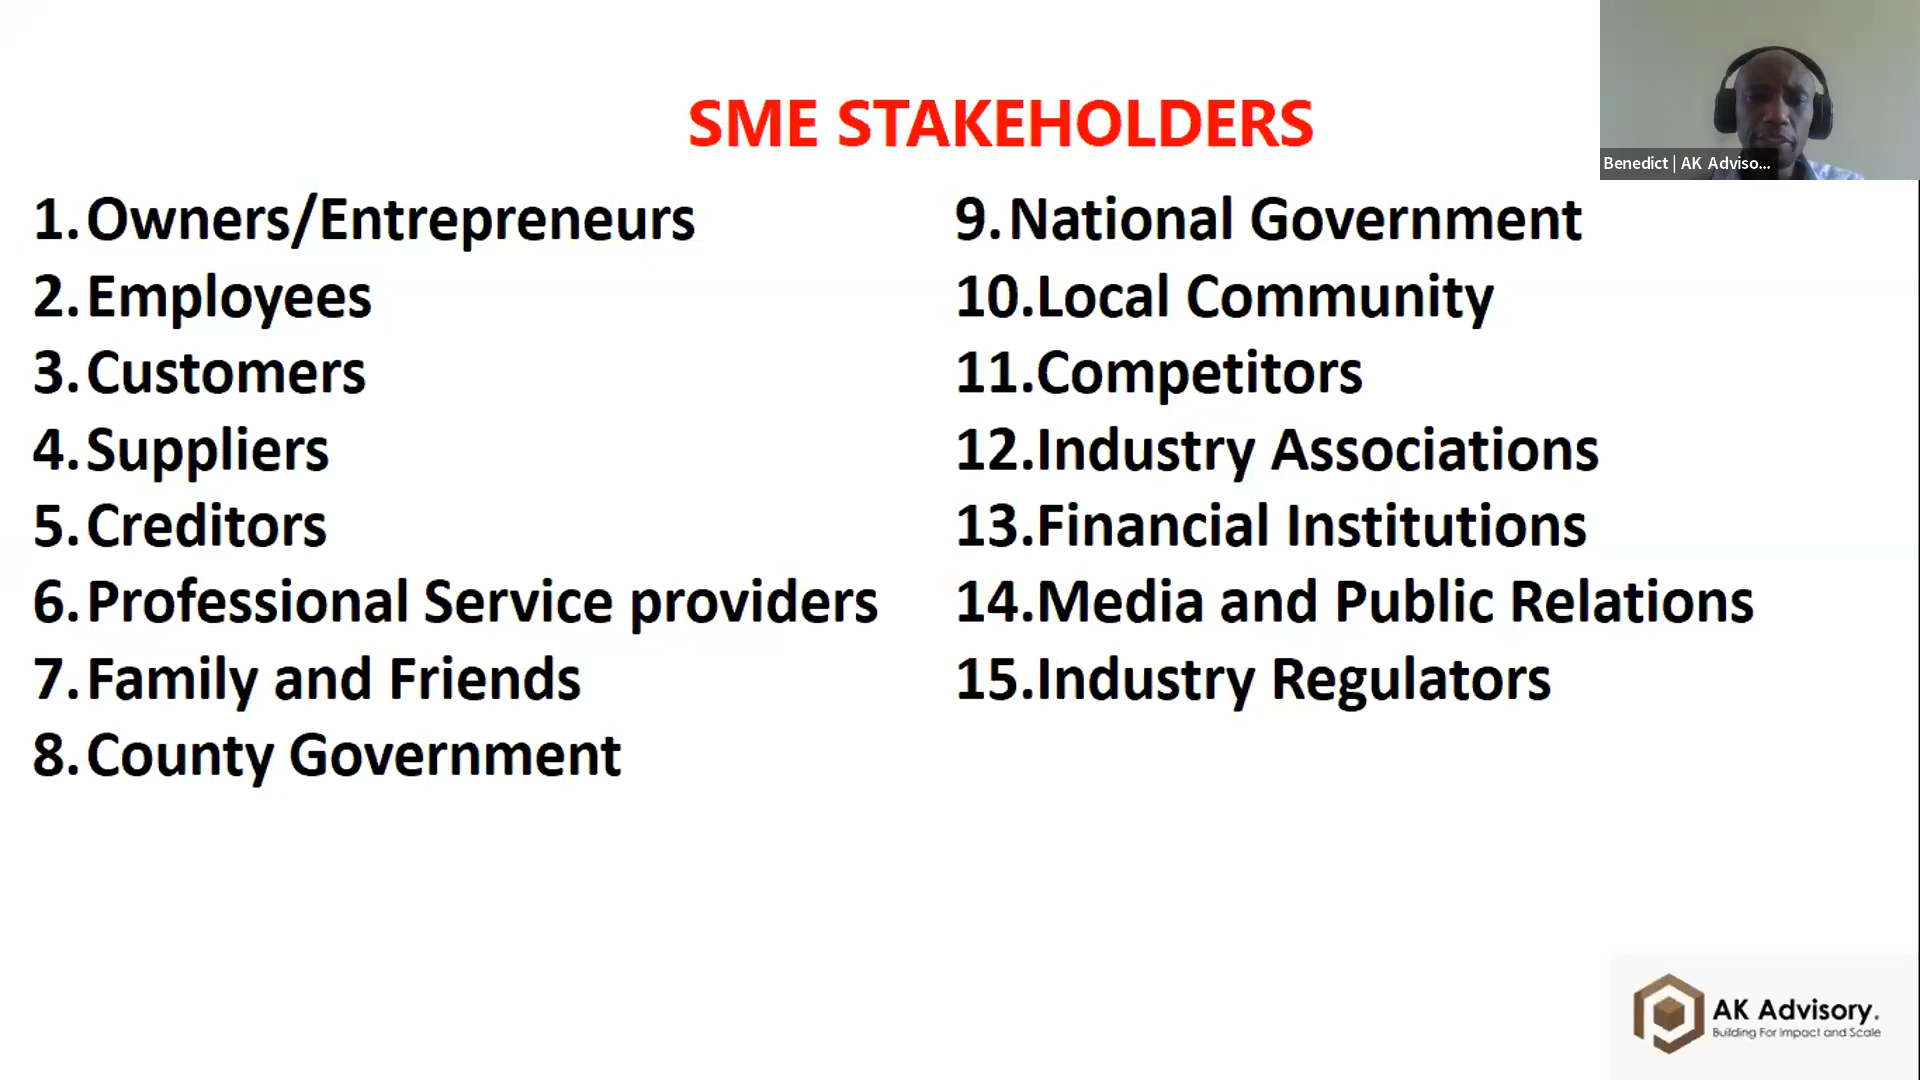 SME STAKEHOLDERS
Benedict | AK Adviso...
1. Owners/Entrepreneurs
2. Employees
3. Customers
4. Suppliers
5. Creditors
6. Professional Service providers
7. Family and Friends
8. County Government
9. National Government
10. Local Community
11. Competitors
12. Industry Associations
13. Financial Institutions
14. Media and Public Relations
15. Industry Regulators
AK Advisory.
Building For Impact and Scale